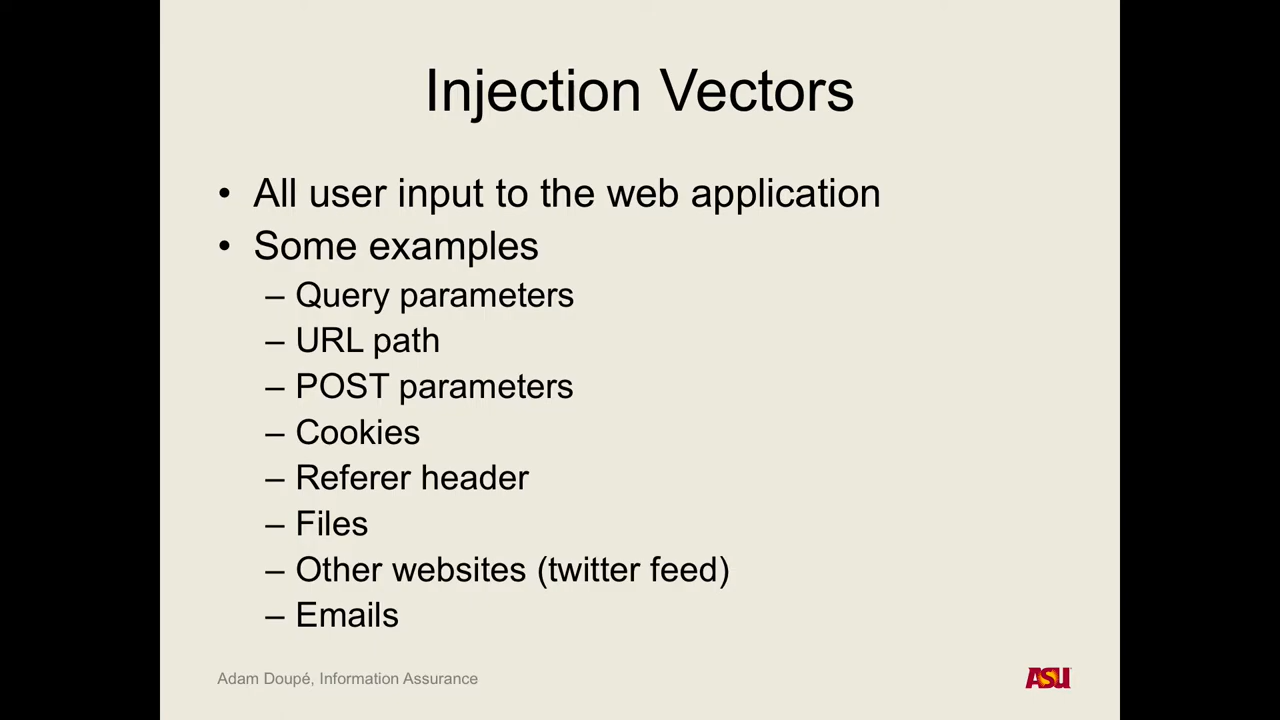 Injection Vectors
• All user input to the web application
• Some examples
– Query parameters
– URL path
– POST parameters
– Cookies
– Referer header
– Files
– Other websites (twitter feed)
– Emails
Adam Doupé, Information Assurance
ASU